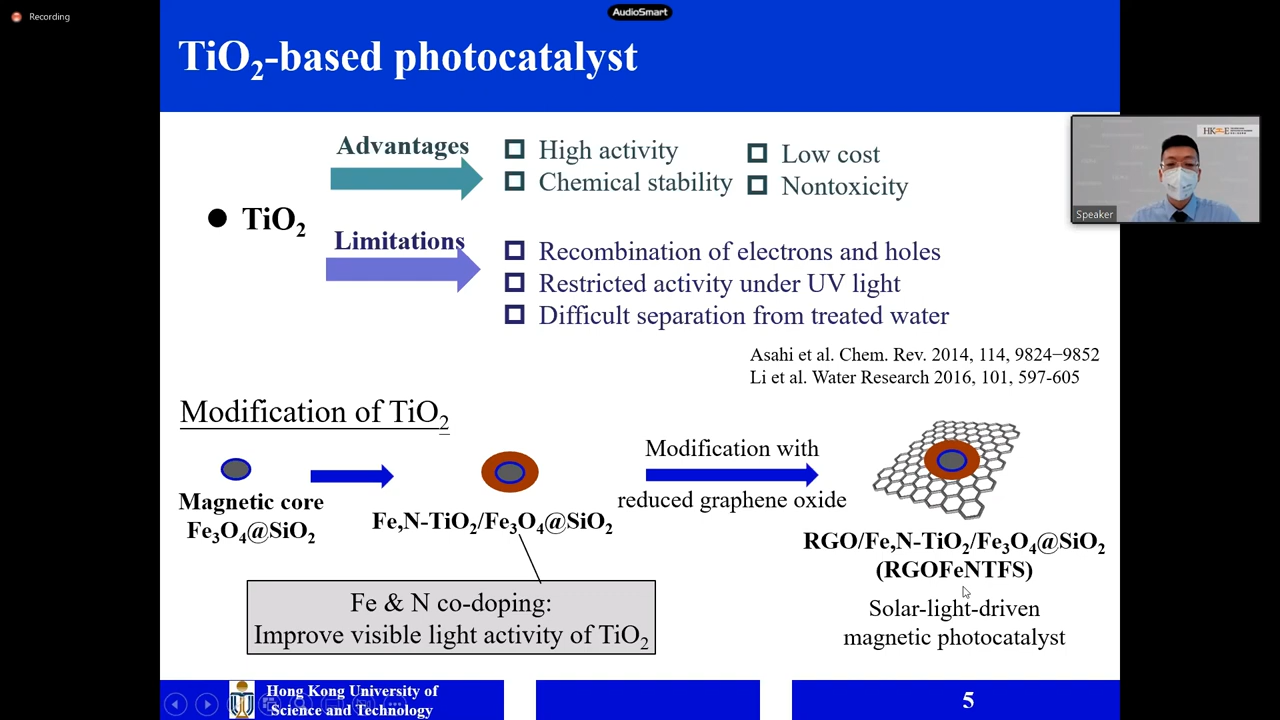 Recording
AudioSmart
TiO₂-based photocatalyst
Advantages
High activity
Low cost
Chemical stability
Nontoxicity
TiO₂
Limitations
Recombination of electrons and holes
Restricted activity under UV light
Difficult separation from treated water
Speaker
Asahi et al. Chem. Rev. 2014, 114, 9824−9852
Li et al. Water Research 2016, 101, 597-605
Modification of TiO₂
Magnetic core
Fe₃O₄@SiO₂
Fe,N-TiO₂/Fe₃O₄@SiO₂
Modification with
reduced graphene oxide
RGO/Fe,N-TiO₂/Fe₃O₄@SiO₂
(RGOFeNTFS)
Solar-light-driven
magnetic photocatalyst
Fe & N co-doping:
Improve visible light activity of TiO₂
Hong Kong University of
Science and Technology
5